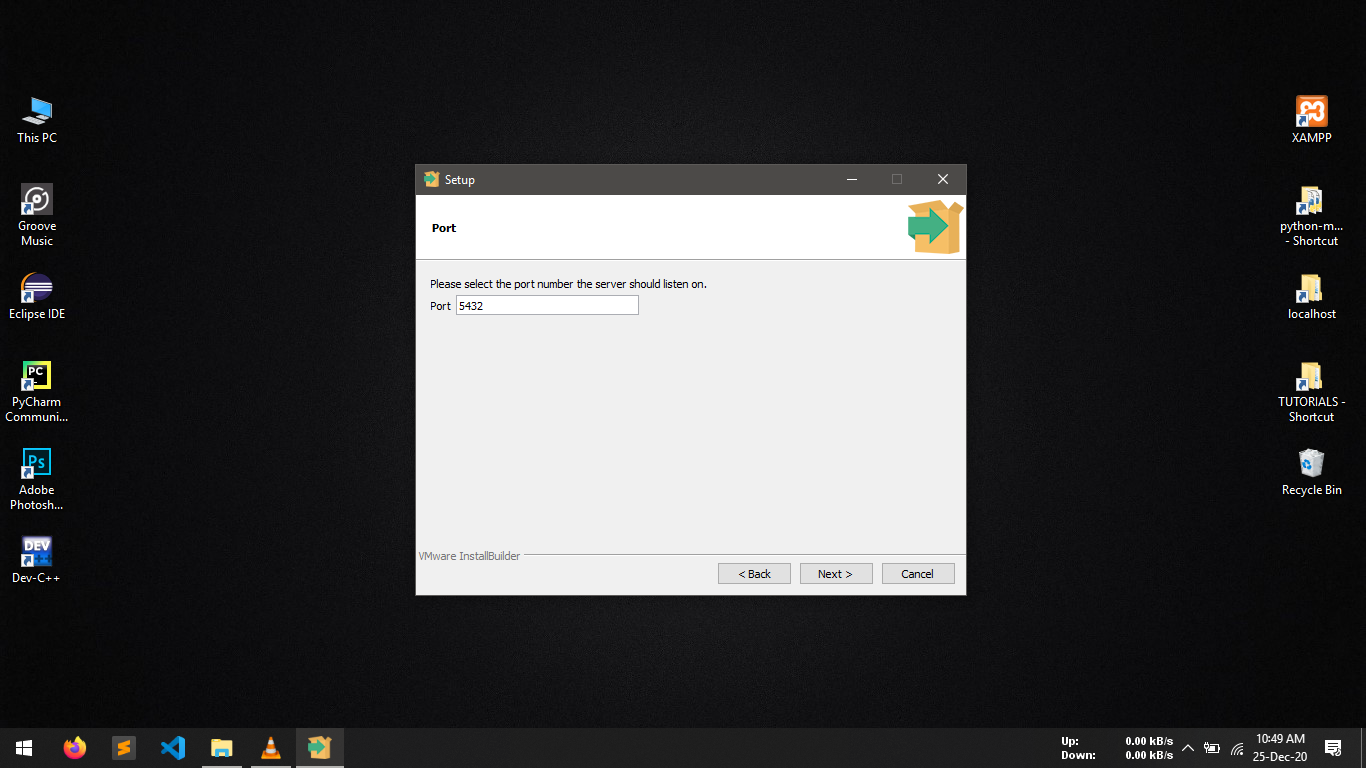 This PC
Groove
Music
Eclipse IDE
PC
PyCharm
Communi...
Ps
Adobe
Photosh...
DEV
Dev-C++
Setup
Port
Please select the port number the server should listen on.
Port 5432
VMware InstallBuilder
< Back Next > Cancel
XAMPP
python-m...
- Shortcut
localhost
TUTORIALS -
Shortcut
Recycle Bin
Up: 0.00 kB/s
Down: 0.00 kB/s
10:49 AM
25-Dec-20